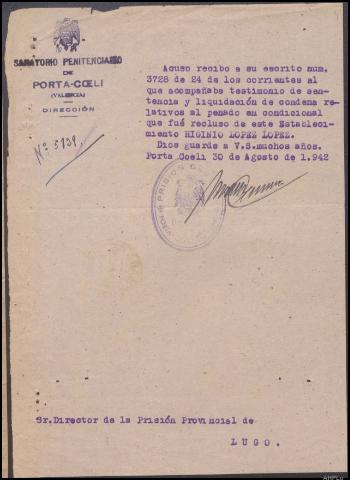 SANATORIO PENITENCIARIO
DE
PORTA-CŒLI
(VALENCIA)
DIRECCIÓN
Acuso recibo a su escrito num.
3728 de 24 de los corrientes al
que acompañaba testimonio de sen-
tencia y liquidación de condena re-
lativos al penado en condicional
que fué recluso de este Estableci-
miento HIGINIO LOPEZ LOPEZ.
Dios guarde a V.S.muchos años.
Porta Coeli 30 de Agosto de 1.942
Nº 5139
Sr.Director de la Prisión Provincial de
LUGO.